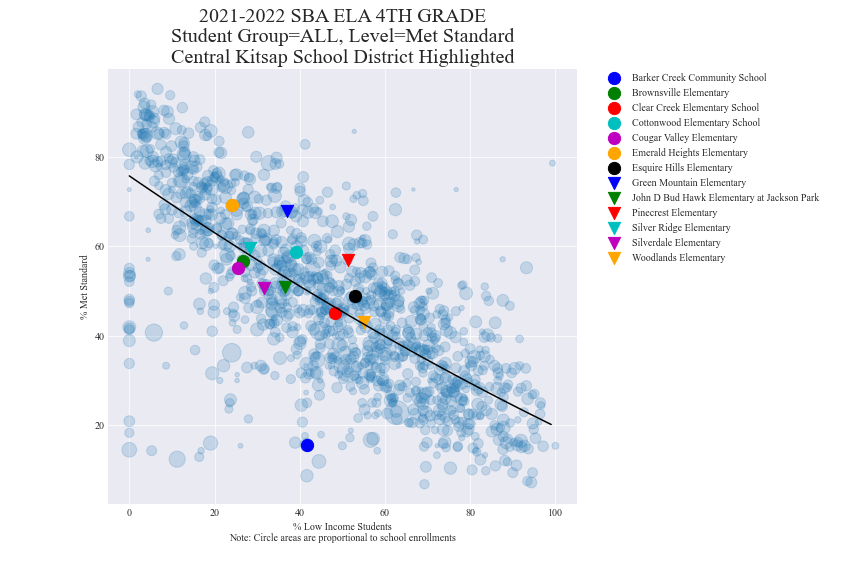 2021-2022 SBA ELA 4TH GRADE
Student Group=ALL, Level=Met Standard
Central Kitsap School District Highlighted
% Met Standard
80
60
40
20
0
20
40
60
80
100
% Low Income Students
Note: Circle areas are proportional to school enrollments
Barker Creek Community School
Brownsville Elementary
Clear Creek Elementary School
Cottonwood Elementary School
Cougar Valley Elementary
Emerald Heights Elementary
Esquire Hills Elementary
Green Mountain Elementary
John D Bud Hawk Elementary at Jackson Park
Pinecrest Elementary
Silver Ridge Elementary
Silverdale Elementary
Woodlands Elementary